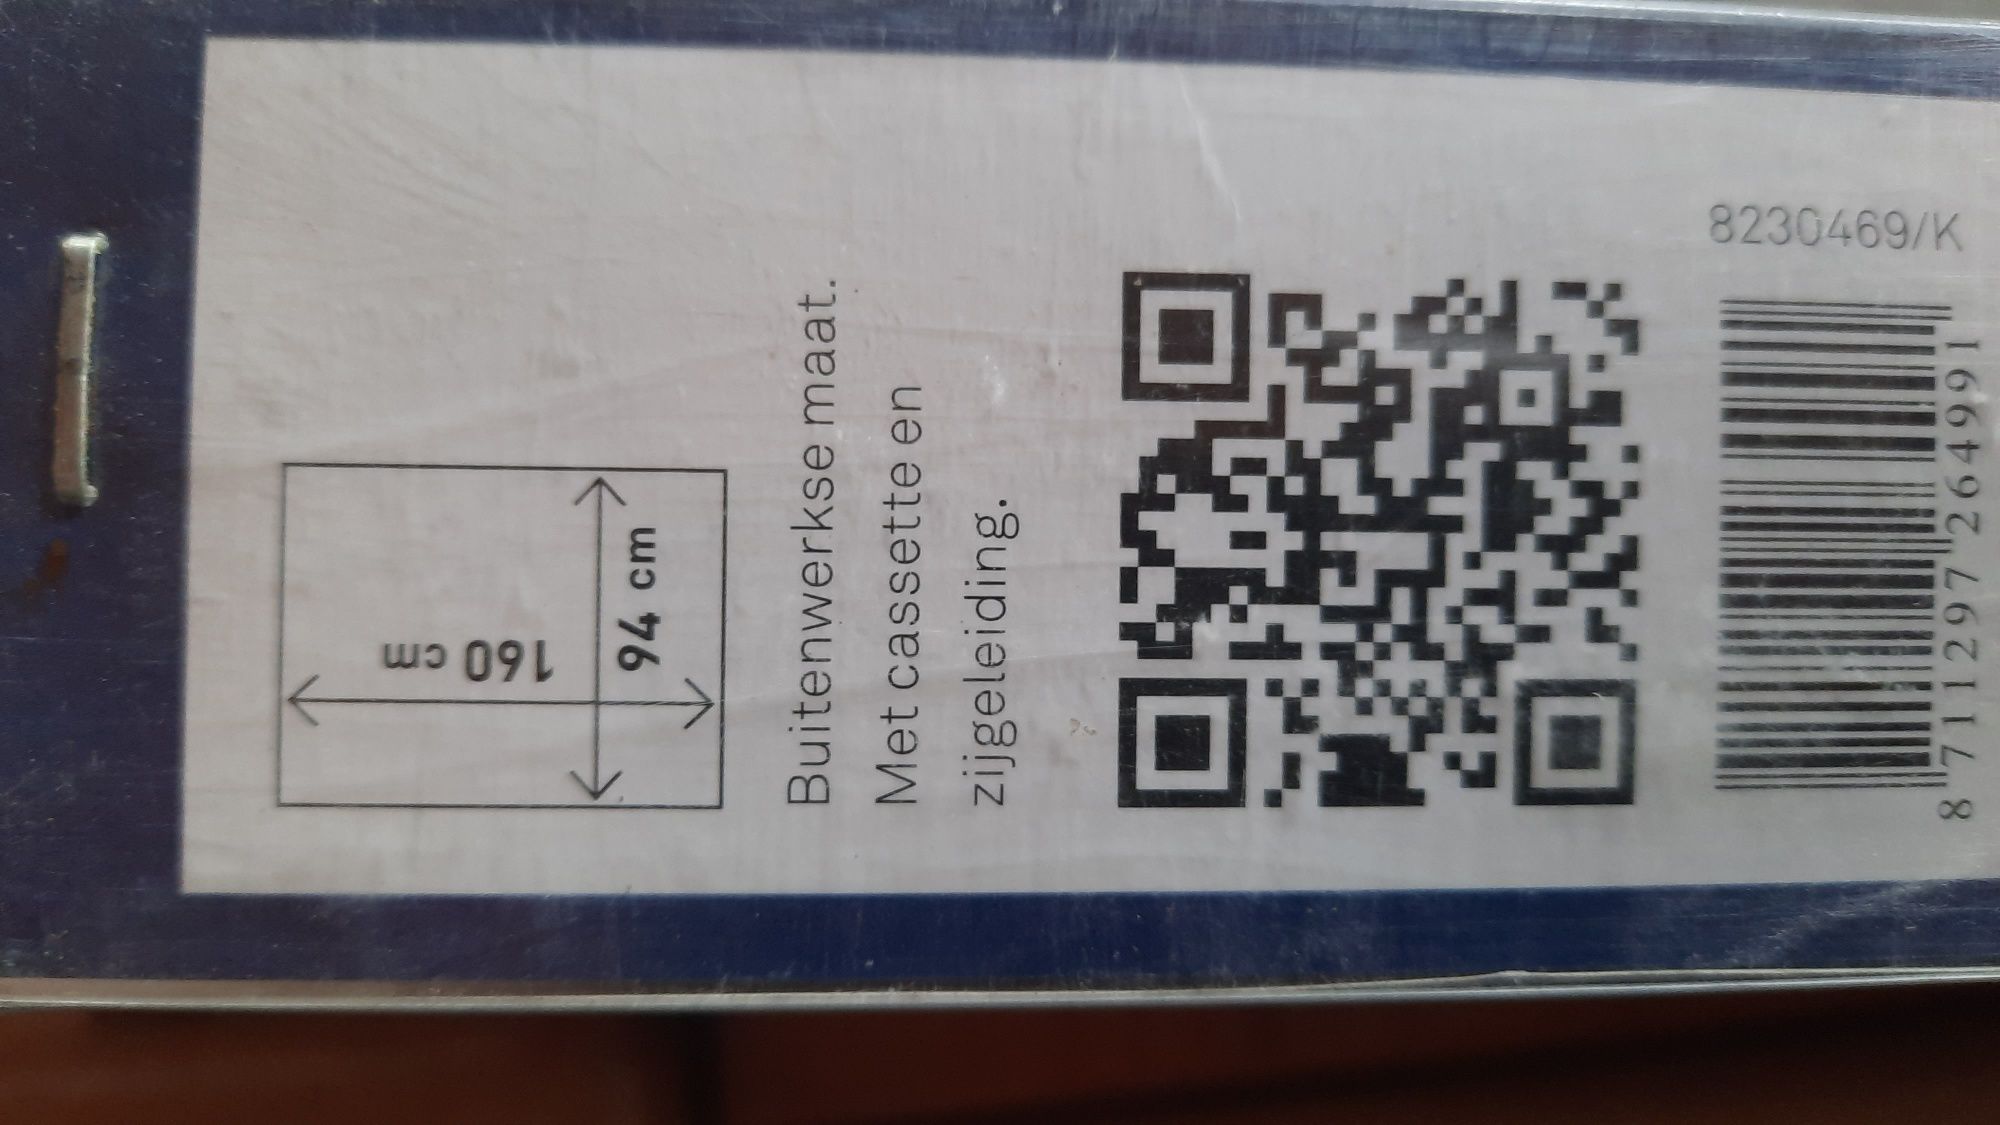 160 cm
94 cm
Buitenwerkse maat.
Met cassette en
zijgeleiding.
8230469/K
8 711297 264991